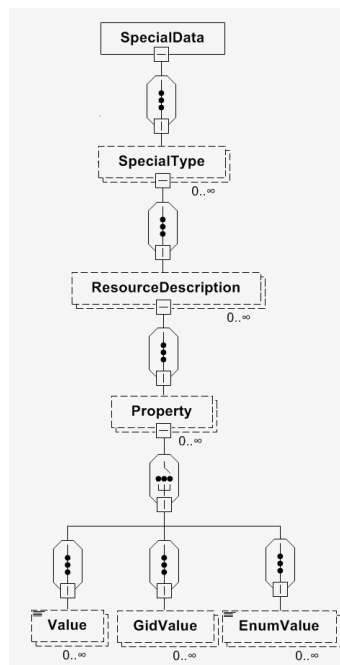 SpecialData
SpecialType
0..∞
ResourceDescription
0..∞
Property
0..∞
Value GidValue EnumValue
0..∞ 0..∞ 0..∞